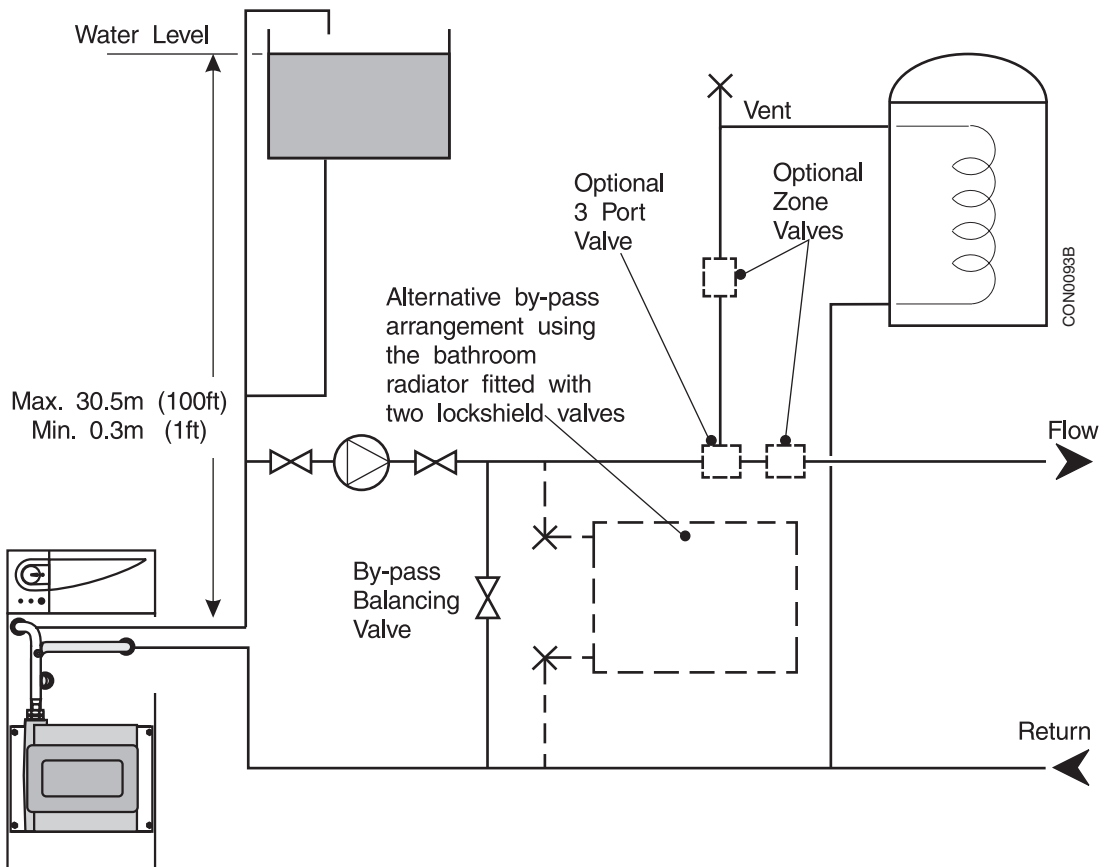 Water Level
Vent
Optional
3 Port
Valve
Optional
Zone
Valves
CON0093B
Alternative by-pass
arrangement using
the bathroom
radiator fitted with
two lockshield valves
Max. 30.5m (100ft)
Min. 0.3m (1ft)
Flow
By-pass
Balancing
Valve
Return